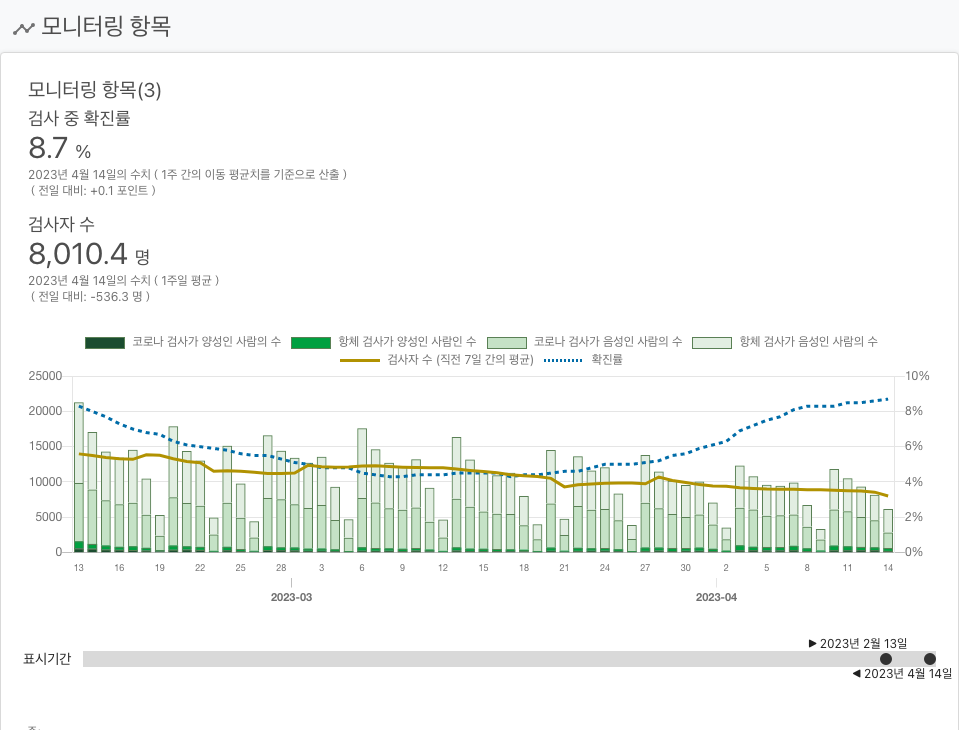 모니터링 항목
모니터링 항목(3)
검사 중 확진률
8.7 %
2023년 4월 14일의 수치 ( 1주 간의 이동 평균치를 기준으로 산출 )
( 전일 대비: +0.1 포인트 )
검사자 수
8,010.4 명
2023년 4월 14일의 수치 ( 1주일 평균 )
( 전일 대비: -536.3 명 )
코로나 검사가 양성인 사람의 수 항체 검사가 양성인 사람인 수 코로나 검사가 음성인 사람의 수 항체 검사가 음성인 사람의 수
검사자 수 (직전 7일 간의 평균) 확진률
25000 10%
20000 8%
15000 6%
10000 4%
5000 2%
0 0%
13 16 19 22 25 28 3 6 9 12 15 18 21 24 27 30 2 5 8 11 14
2023-03 2023-04
▶ 2023년 2월 13일
표시기간
◀ 2023년 4월 14일